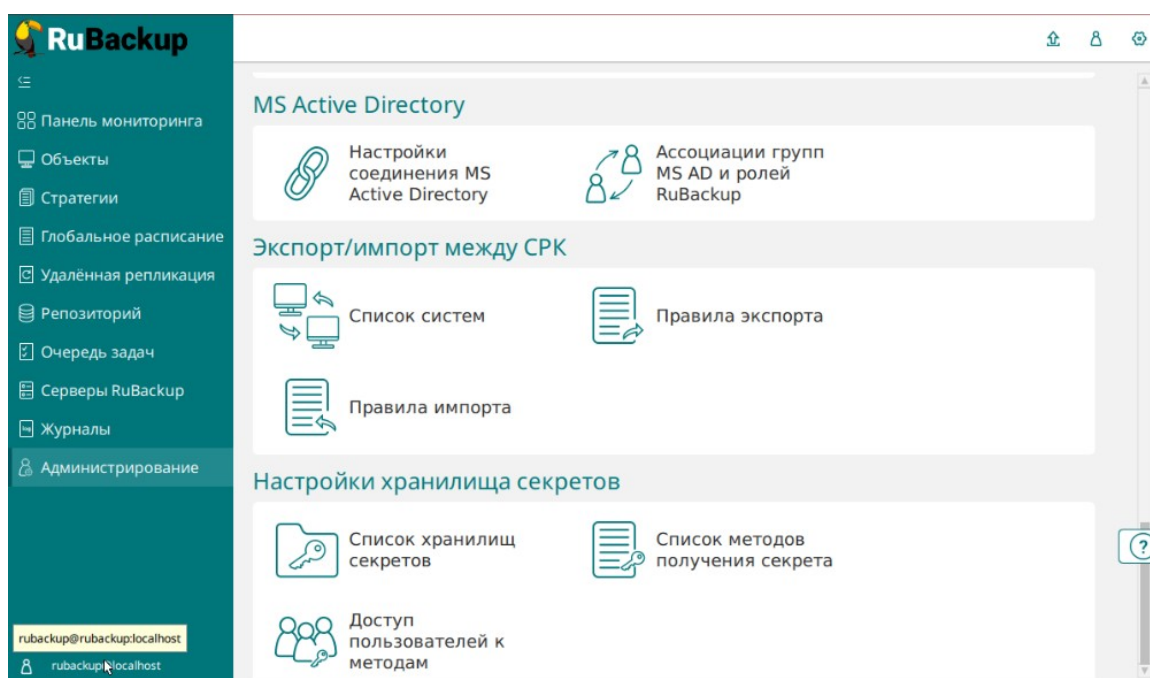 RuBackup
Панель мониторинга
Объекты
Стратегии
Глобальное расписание
Удалённая репликация
Репозиторий
Очередь задач
Серверы RuBackup
Журналы
Администрирование
rubackup@rubackup:localhost
rubackup@localhost
MS Active Directory
Настройки
соединения MS
Active Directory
Ассоциации групп
MS AD и ролей
RuBackup
Экспорт/импорт между СРК
Список систем
Правила экспорта
Правила импорта
Настройки хранилища секретов
Список хранилищ
секретов
Список методов
получения секрета
Доступ
пользователей к
методам
?